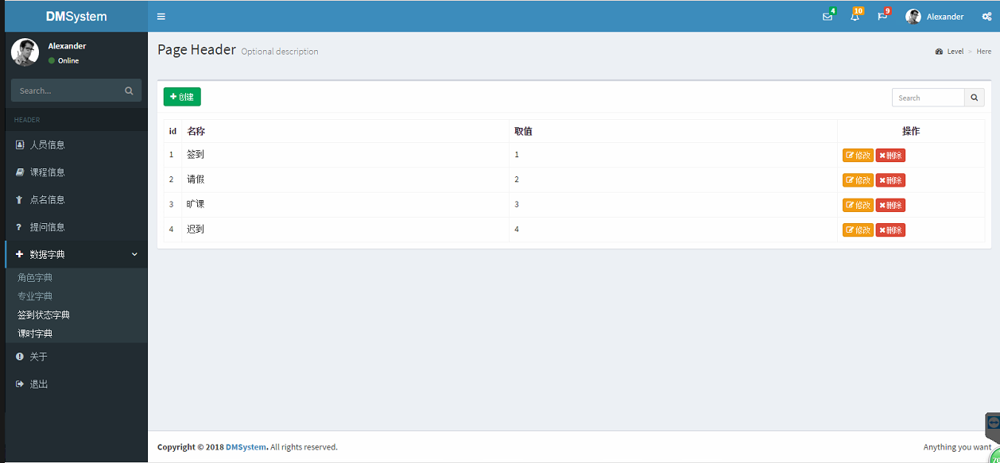 DMSystem
4
10
9
Alexander
Alexander
Online
Search...
HEADER
人员信息
课程信息
点名信息
提问信息
数据字典
角色字典
专业字典
签到状态字典
课时字典
关于
退出
Page Header Optional description
Level > Here
创建
Search
id 名称 取值 操作
1 签到 1 修改 删除
2 请假 2 修改 删除
3 旷课 3 修改 删除
4 迟到 4 修改 删除
Copyright © 2018 DMSystem. All rights reserved.
Anything you want